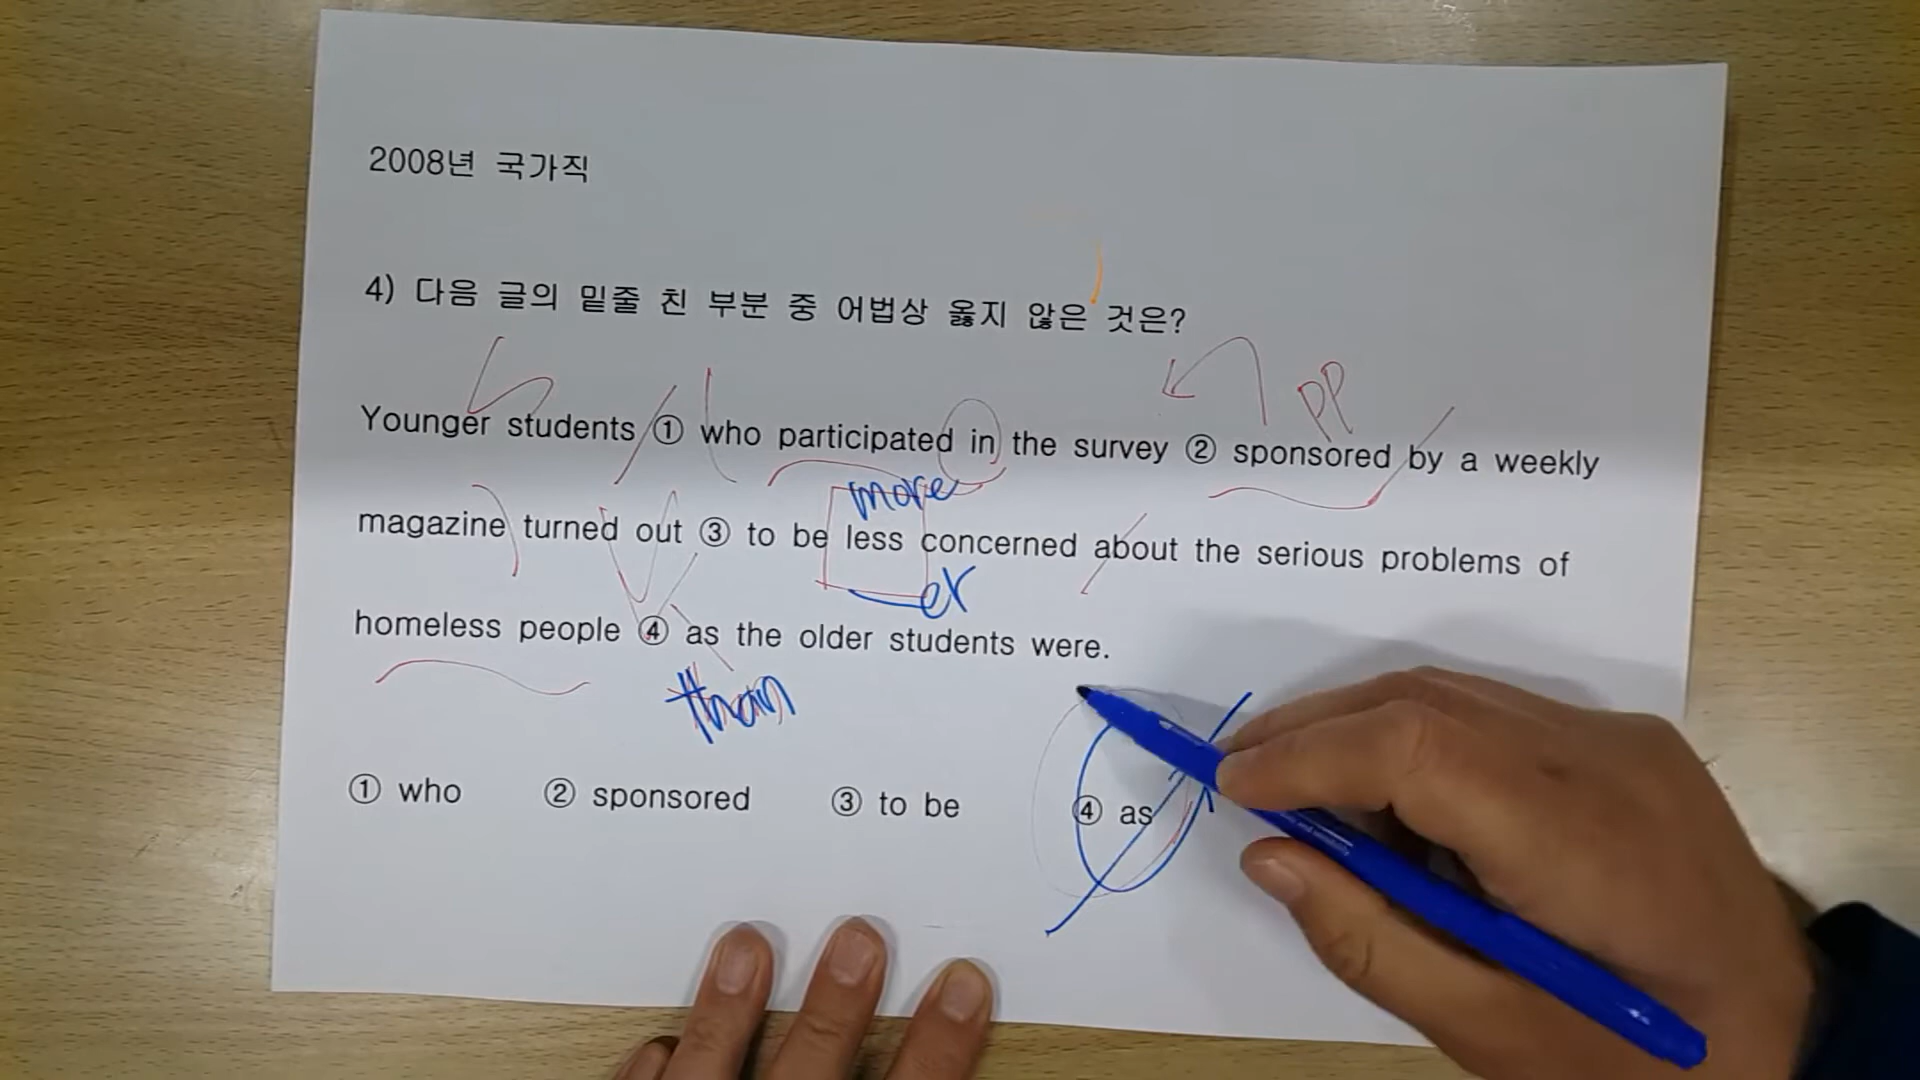 2008년 국가직
4) 다음 글의 밑줄 친 부분 중 어법상 옳지 않은 것은?
PP
Younger students ① who participated in the survey ② sponsored by a weekly
more
magazine turned out ③ to be less concerned about the serious problems of
er
homeless people ④ as the older students were.
than
① who ② sponsored ③ to be ④ as